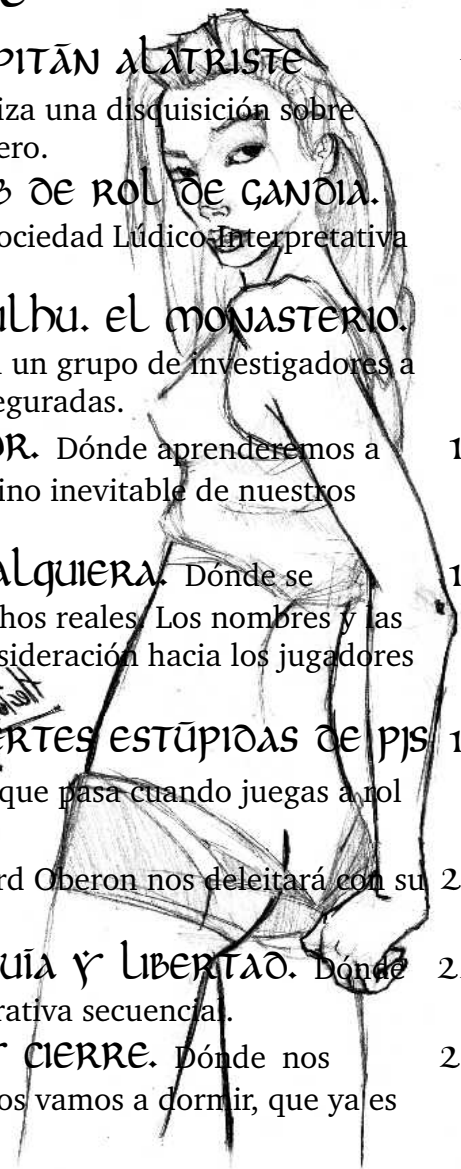 PITÁN ALATRISTE
iza una disquisición sobre
ero.
B DE ROL DE GANDIA.
ociedad Lúdico-Interpretativa
ulhu. EL MONASTERIO.
un grupo de investigadores a
eguradas.
OR. Dónde aprenderemos a 1
ino inevitable de nuestros
ALQUIERA. Dónde se 1
hos reales. Los nombres y las
sideración hacia los jugadores
ERTES ESTÚPIDAS DE PJS 1
que pasa cuando juegas a rol
rd Oberon nos deleitará con su 2
UÍA Y LIBERTAD. Dónde 2
rativa secuencial.
Y CIERRE. Dónde nos 2
os vamos a dormir, que ya es